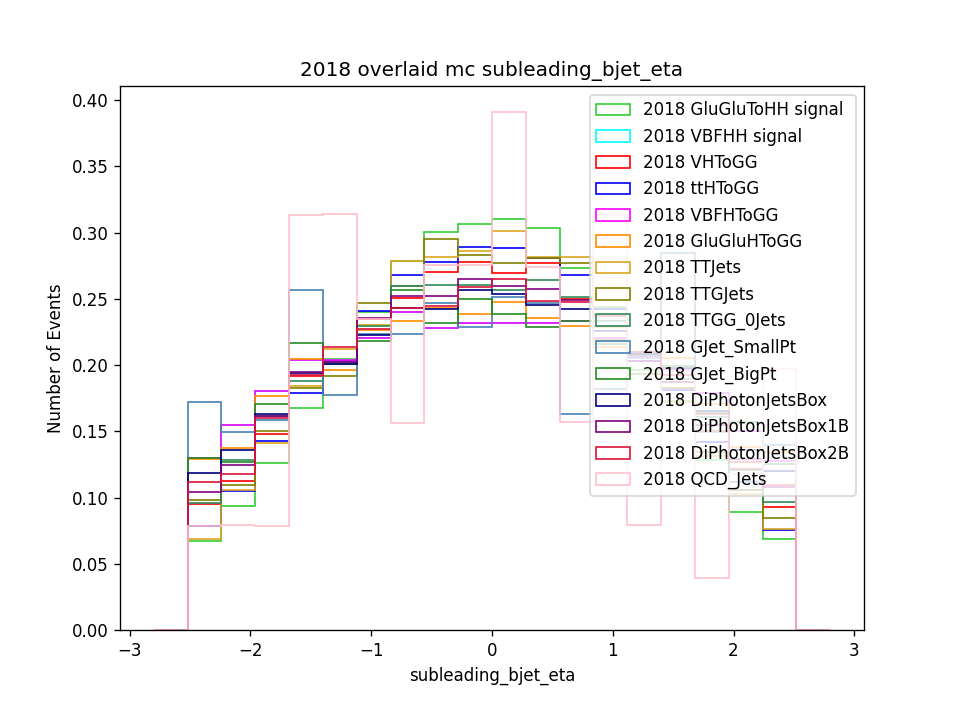 2018 overlaid mc subleading_bjet_eta
Number of Events
0.40
0.35
0.30
0.25
0.20
0.15
0.10
0.05
0.00
2018 GluGluToHH signal
2018 VBFHH signal
2018 VHToGG
2018 ttHToGG
2018 VBFHToGG
2018 GluGluHToGG
2018 TTJets
2018 TTGJets
2018 TTGG_0Jets
2018 GJet_SmallPt
2018 GJet_BigPt
2018 DiPhotonJetsBox
2018 DiPhotonJetsBox1B
2018 DiPhotonJetsBox2B
2018 QCD_Jets
−3 −2 −1 0 1 2 3
subleading_bjet_eta